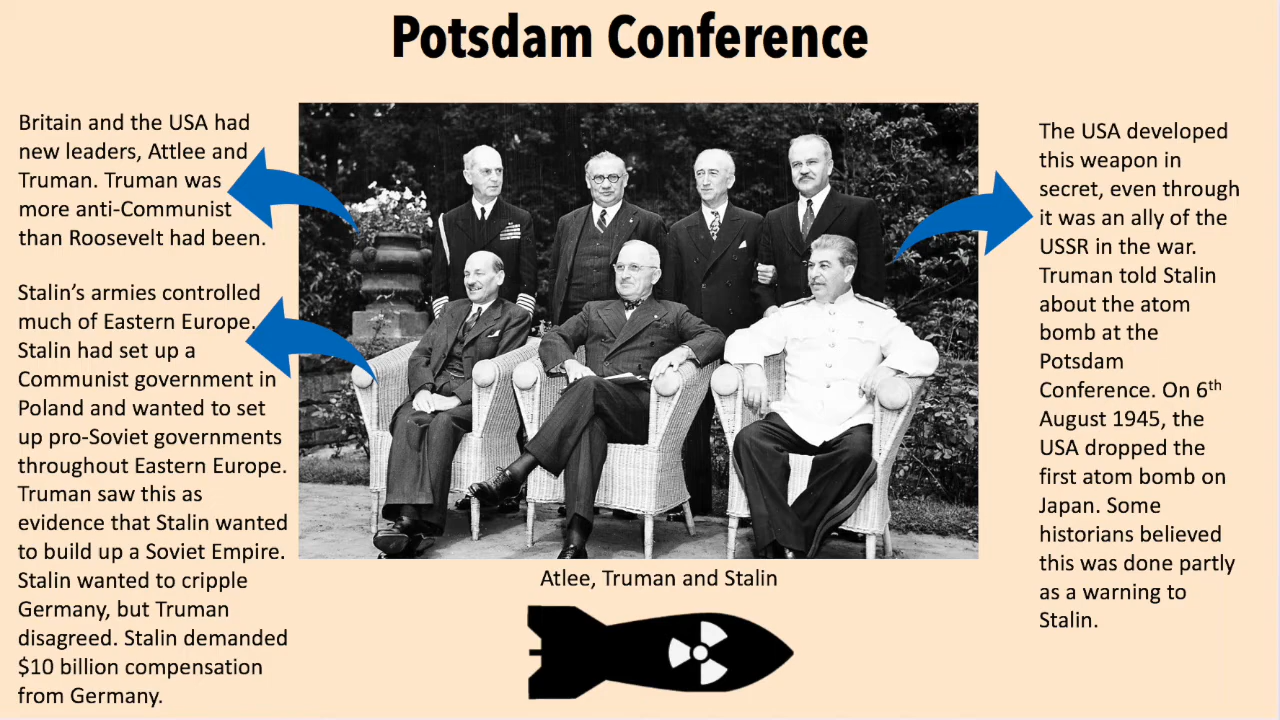 Potsdam Conference
Britain and the USA had
new leaders, Attlee and
Truman. Truman was
more anti-Communist
than Roosevelt had been.
Stalin’s armies controlled
much of Eastern Europe.
Stalin had set up a
Communist government in
Poland and wanted to set
up pro-Soviet governments
throughout Eastern Europe.
Truman saw this as
evidence that Stalin wanted
to build up a Soviet Empire.
Stalin wanted to cripple
Germany, but Truman
disagreed. Stalin demanded
$10 billion compensation
from Germany.
Atlee, Truman and Stalin
The USA developed
this weapon in
secret, even through
it was an ally of the
USSR in the war.
Truman told Stalin
about the atom
bomb at the
Potsdam
Conference. On 6th
August 1945, the
USA dropped the
first atom bomb on
Japan. Some
historians believed
this was done partly
as a warning to
Stalin.